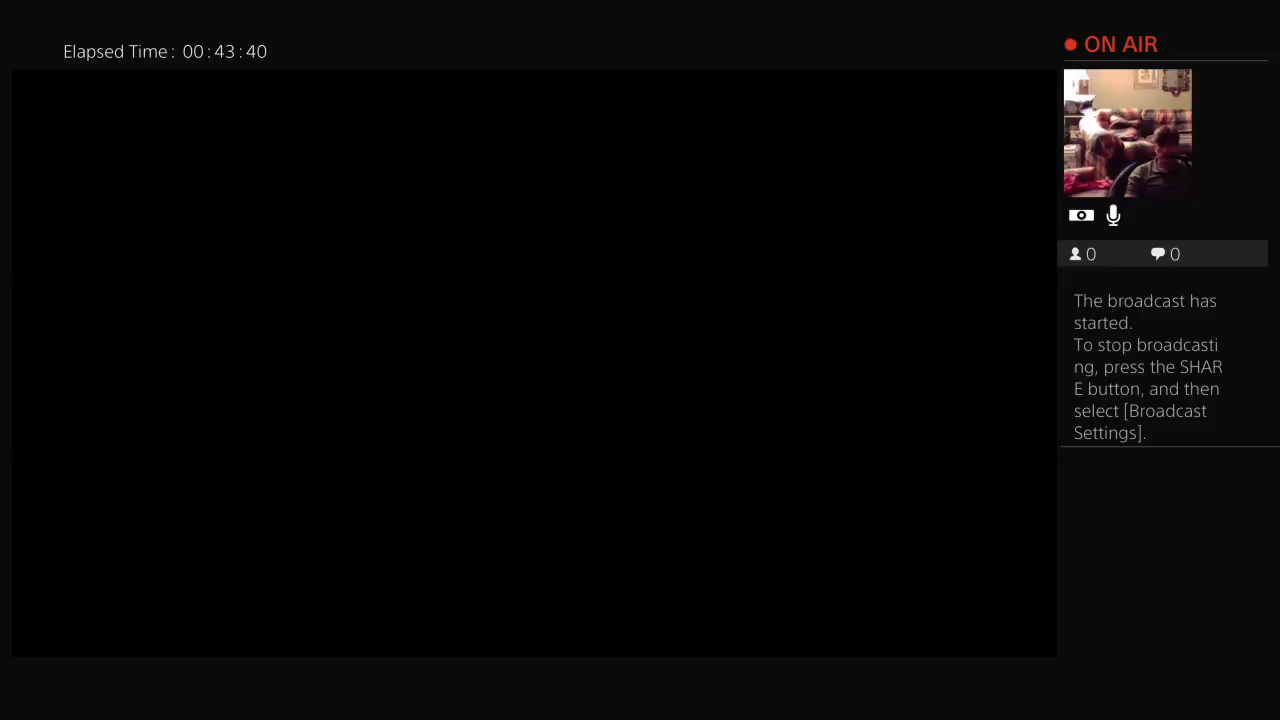 Elapsed Time : 00:43:40
ON AIR
0 0
The broadcast has
started.
To stop broadcasti
ng, press the SHAR
E button, and then
select [Broadcast
Settings].